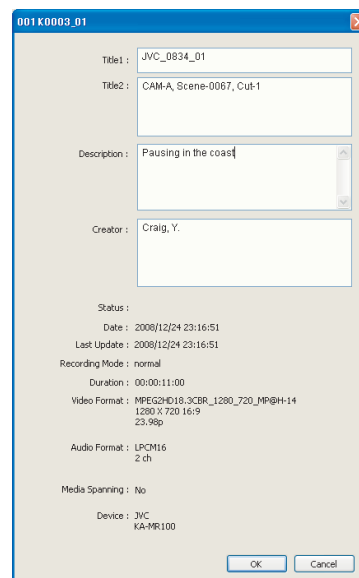 001K0003_01
Title1 : JVC_0834_01
Title2 : CAM-A, Scene-0067, Cut-1
Description : Pausing in the coast
Creator : Craig, Y.
Status :
Date : 2008/12/24 23:16:51
Last Update : 2008/12/24 23:16:51
Recording Mode : normal
Duration : 00:00:11:00
Video Format : MPEG2HD18.3CBR_1280_720_MP@H-14
1280 X 720 16:9
23.98p
Audio Format : LPCM16
2 ch
Media Spanning : No
Device : JVC
KA-MR100
OK Cancel